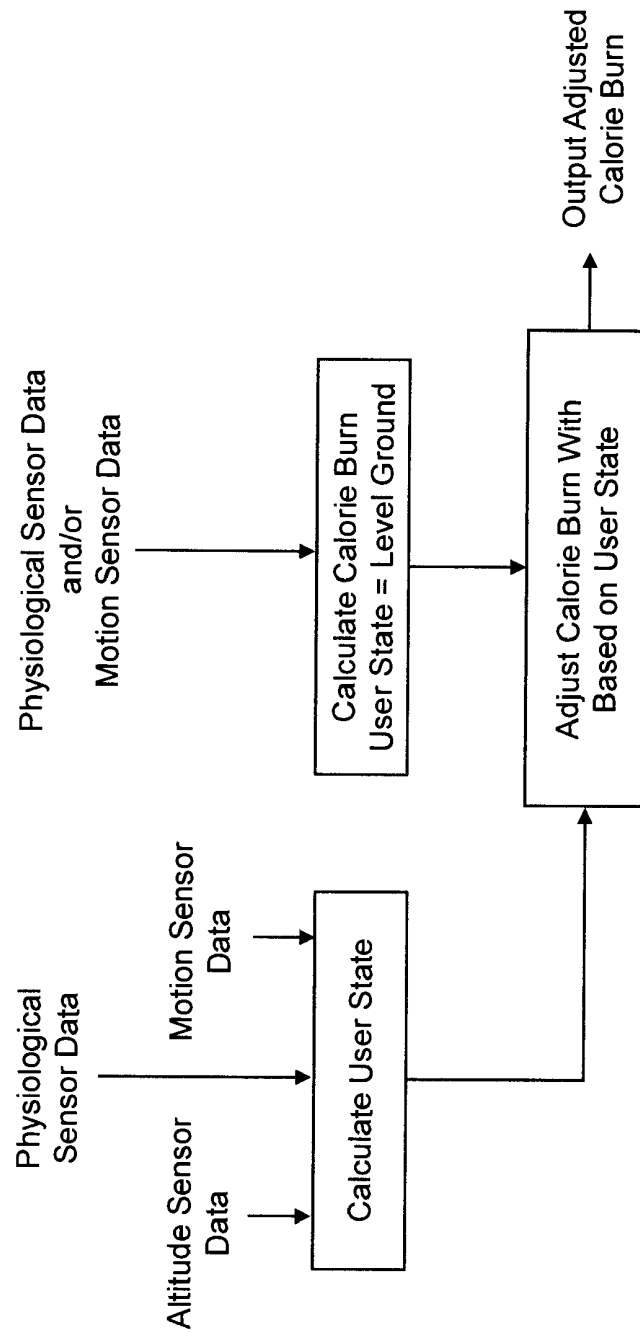 Physiological
Sensor Data
Altitude Sensor
Data
Motion Sensor
Data
Calculate User State
Physiological Sensor Data
and/or
Motion Sensor Data
Calculate Calorie Burn
User State = Level Ground
Adjust Calorie Burn With
Based on User State
Output Adjusted
Calorie Burn